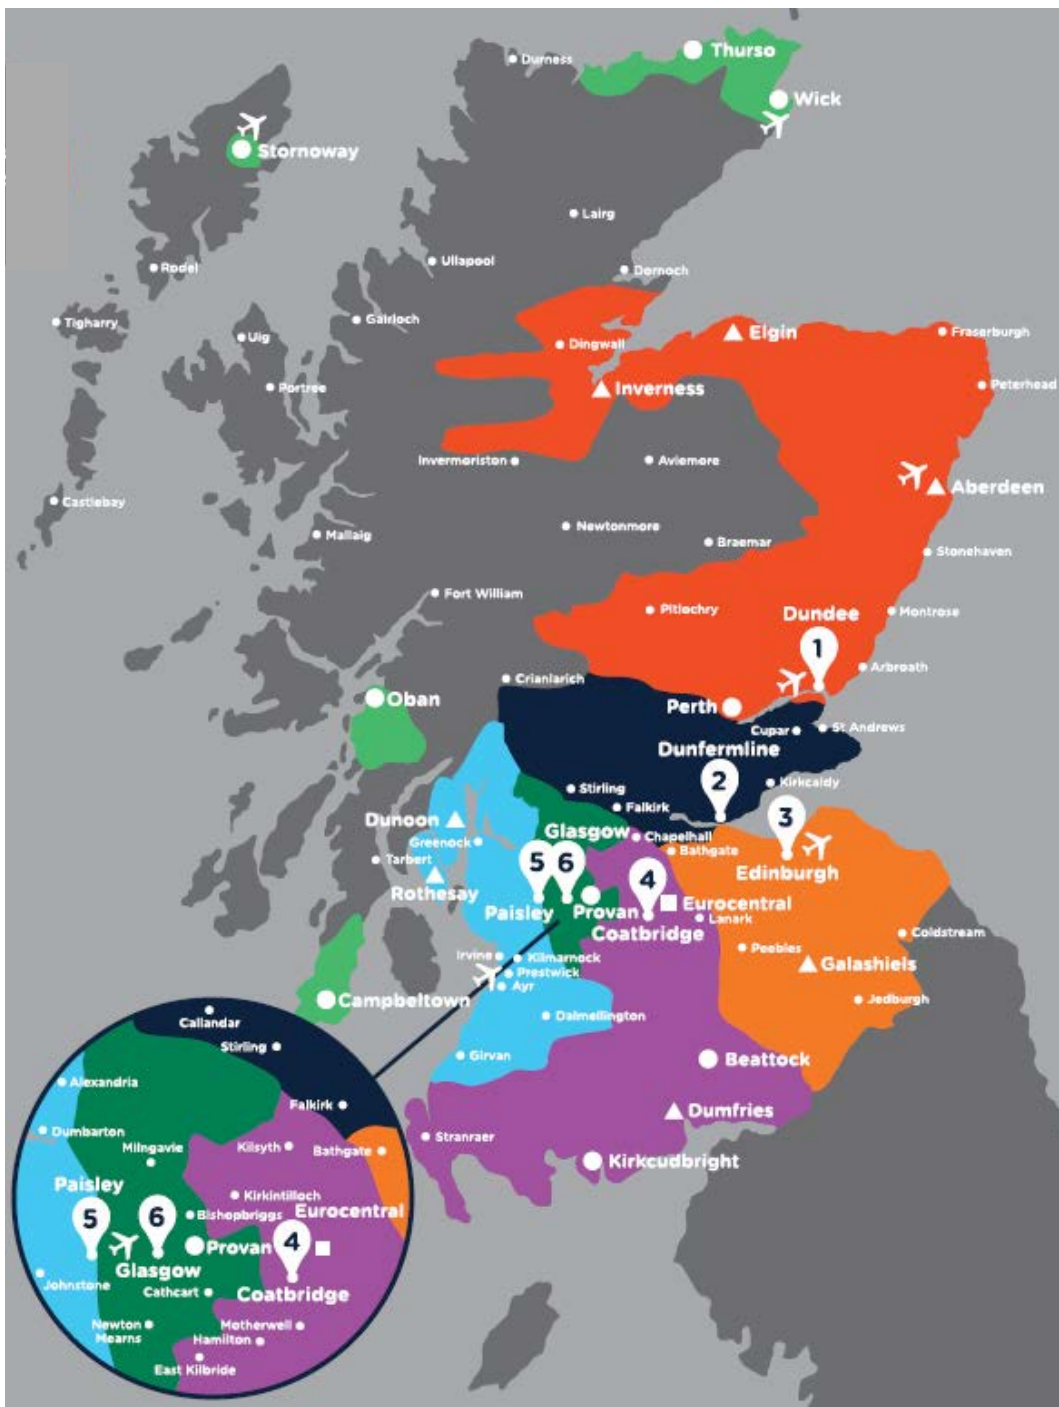 Thurso
Durness
Wick
Stornoway
Lairg
Ullapool
Rodel
Dornoch
Tigharry
Gairloch
Elgin
Fraserburgh
Uig
Dingwall
Portree
Inverness
Peterhead
Invermoriston
Aviemore
Aberdeen
Castlebay
Newtonmore
Mallaig
Braemar
Stonehaven
Fort William
Pitlochry
Dundee
Montrose
1
Arbroath
Crianlarich
Oban
Perth
Cupar
St Andrews
Dunfermline
2
Stirling
Kirkcaldy
Falkirk
3
Dunoon
Glasgow
Chapelhall
Greenock
Bathgate
Tarbert
5
6
4
Edinburgh
Rothesay
Paisley
Provan
Eurocentral
Lanark
Coatbridge
Coldstream
Peebles
Irvine
Kilmarnock
Galashiels
Prestwick
Ayr
Campbeltown
Jedburgh
Dalmellington
Girvan
Beattock
Dumfries
Stranraer
Kirkcudbright
Callandar
Stirling
Alexandria
Falkirk
Dumbarton
Milngavie
Kilsyth
Bathgate
Paisley
Kirkintilloch
5
6
Bishopbriggs
Eurocentral
4
Provan
Glasgow
Johnstone
Cathcart
Coatbridge
Newton
Mearns
Motherwell
Hamilton
East Kilbride